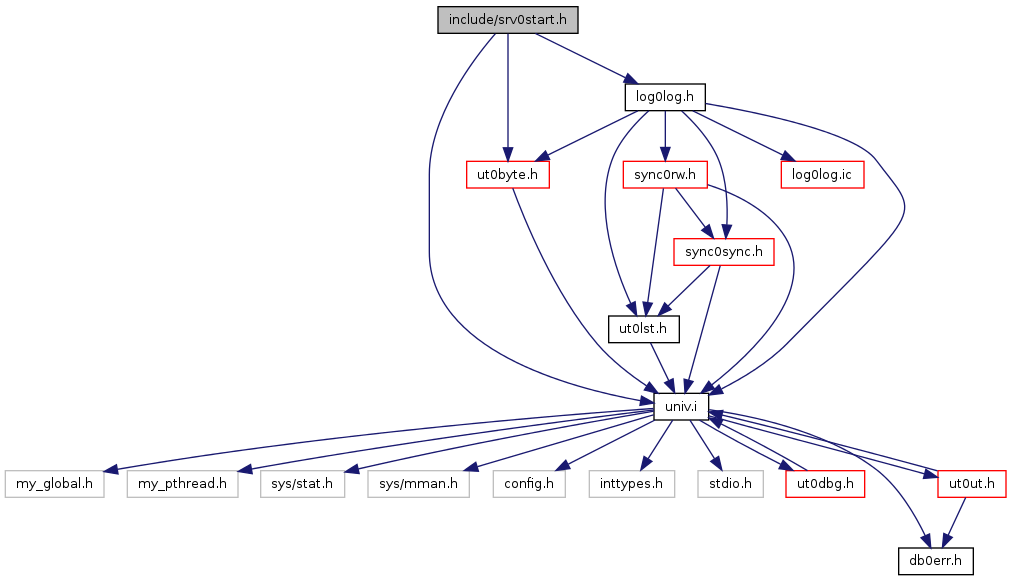 include/srv0start.h
log0log.h
ut0byte.h
sync0rw.h
log0log.ic
sync0sync.h
ut0lst.h
univ.i
my_global.h
my_pthread.h
sys/stat.h
sys/mman.h
config.h
inttypes.h
stdio.h
ut0dbg.h
ut0ut.h
db0err.h